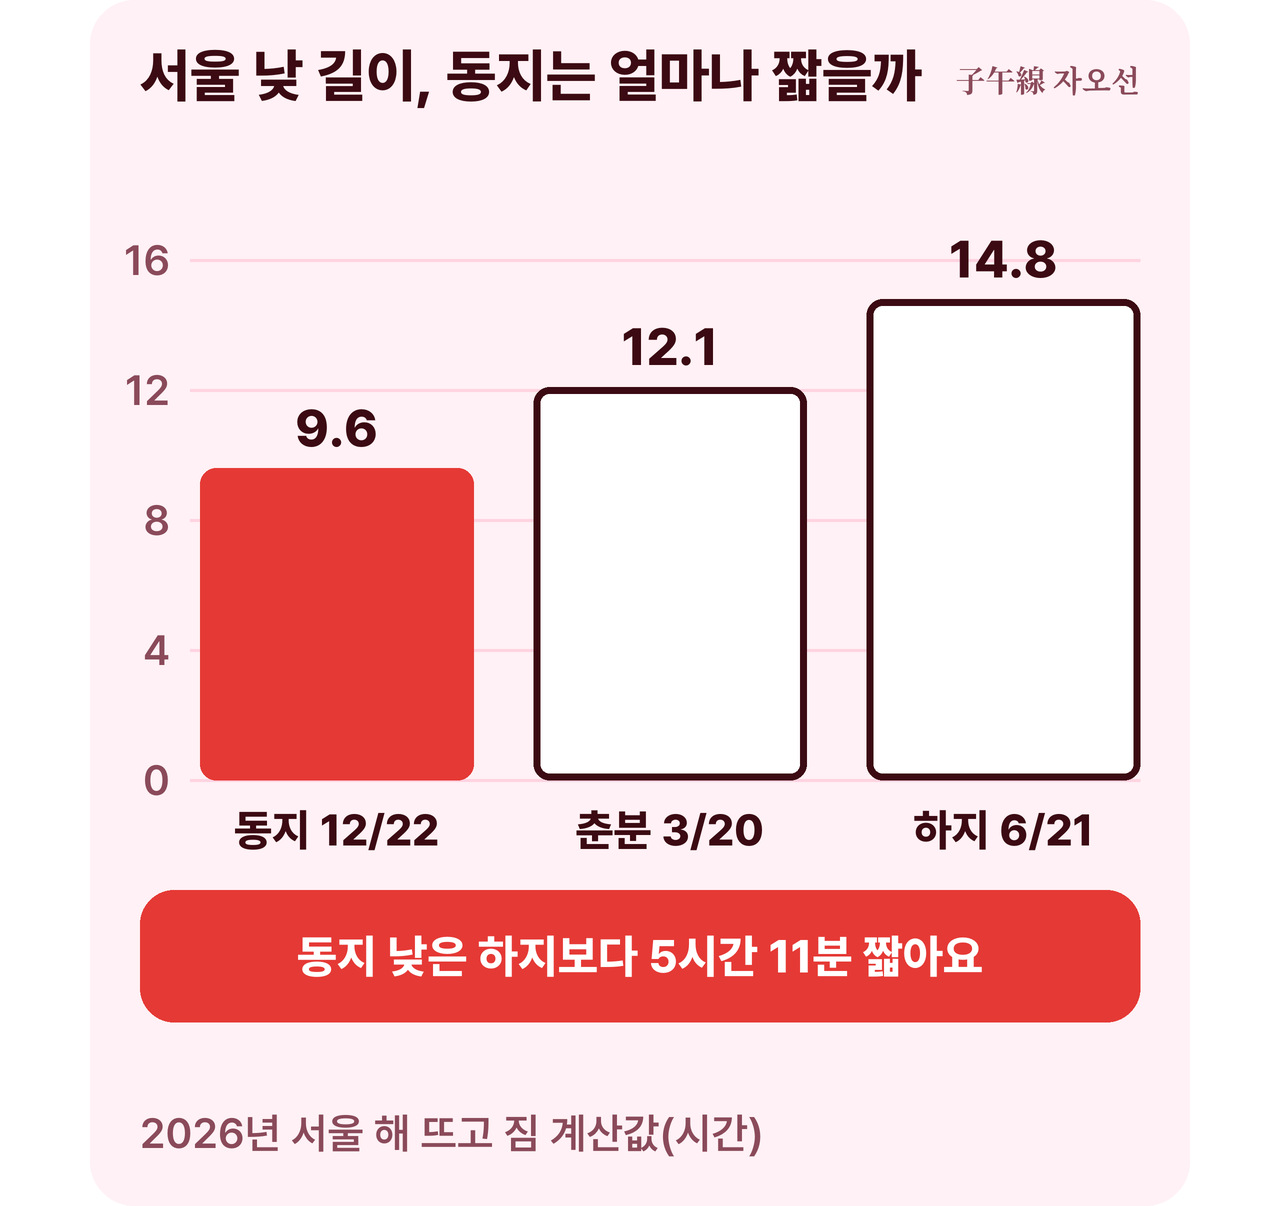 서울 낮 길이, 동지는 얼마나 짧을까
子午線 자오선
16
14.8
12.1
12
9.6
8
4
0
동지 12/22
춘분 3/20
하지 6/21
동지 낮은 하지보다 5시간 11분 짧아요
2026년 서울 해 뜨고 짐 계산값(시간)